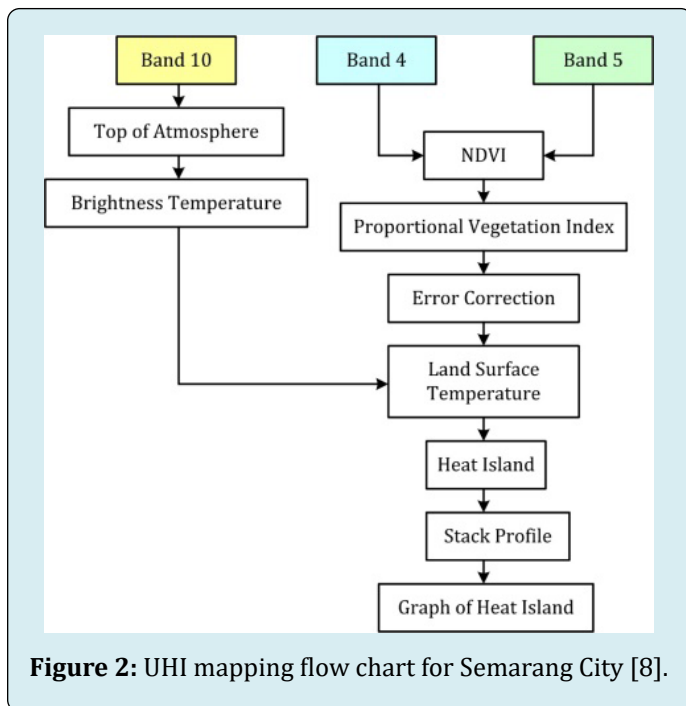 Band 10
Band 4
Band 5
Top of Atmosphere
NDVI
Brightness Temperature
Proportional Vegetation Index
Error Correction
Land Surface
Temperature
Heat Island
Stack Profile
Graph of Heat Island
Figure 2: UHI mapping flow chart for Semarang City [8].